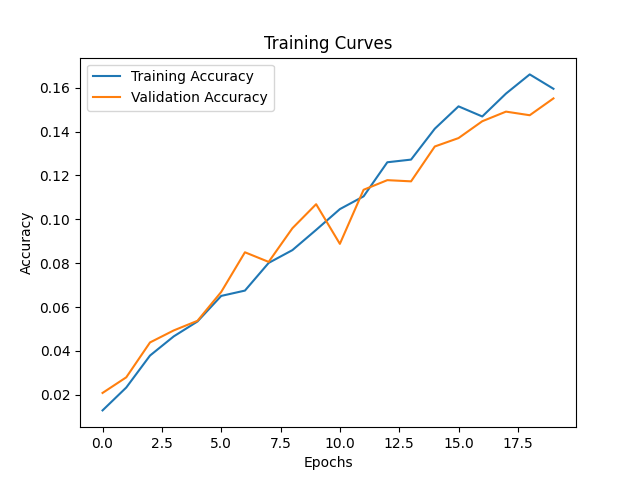 Training Curves
Training Accuracy
Validation Accuracy
Accuracy
0.16
0.14
0.12
0.10
0.08
0.06
0.04
0.02
0.0 2.5 5.0 7.5 10.0 12.5 15.0 17.5
Epochs